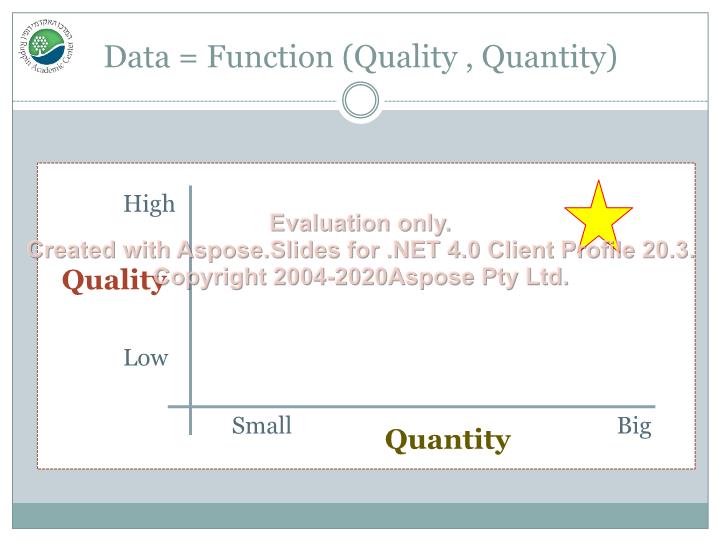 המרכז האקדמי רופין
Ruppin Academic Center
Data = Function (Quality , Quantity)
High
Evaluation only.
Created with Aspose.Slides for .NET 4.0 Client Profile 20.3.
Quality
Copyright 2004-2020Aspose Pty Ltd.
Low
Small
Big
Quantity